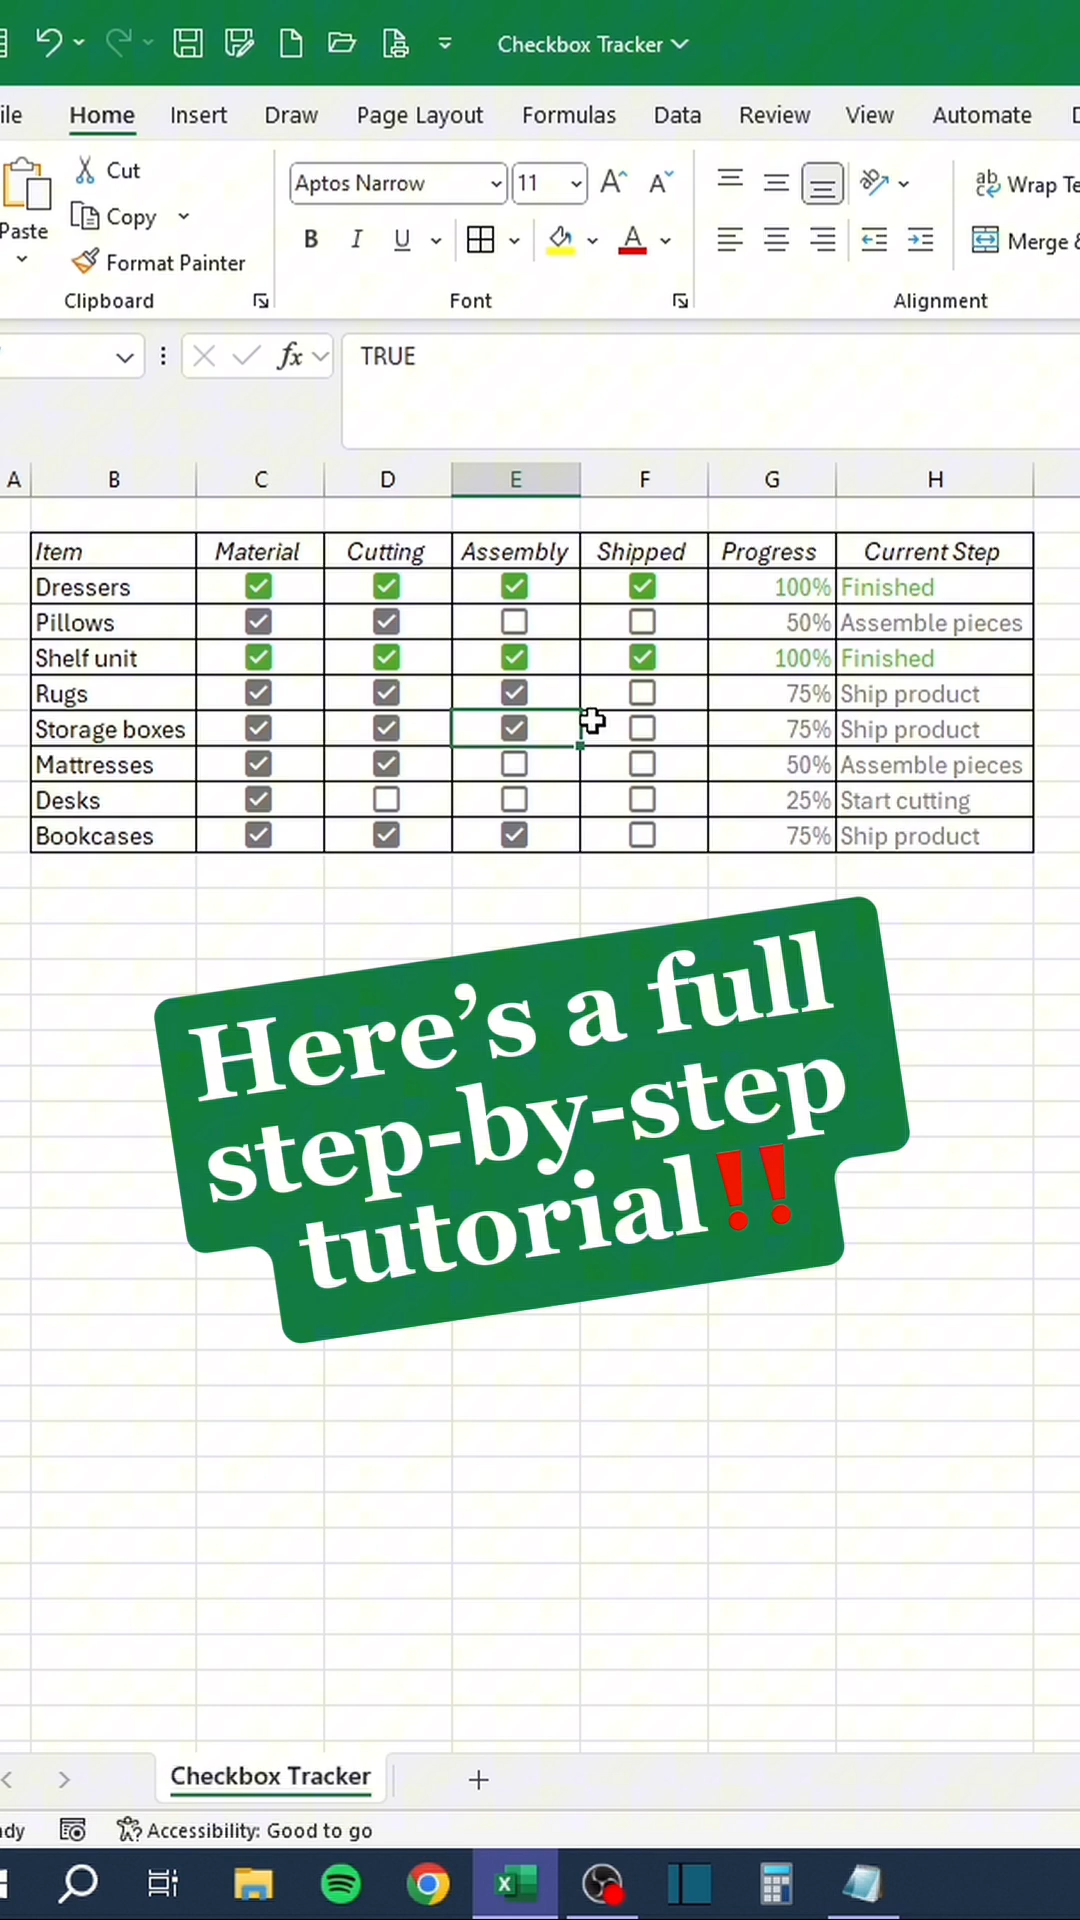 Checkbox Tracker
ile Home Insert Draw Page Layout Formulas Data Review View Automate
Cut
Copy
Paste
Format Painter
Clipboard
Aptos Narrow 11
B I U A
Font
ab Wrap Te
Merge &
Alignment
fx TRUE
A B C D E F G H
Item Material Cutting Assembly Shipped Progress Current Step
Dressers 100% Finished
Pillows 50% Assemble pieces
Shelf unit 100% Finished
Rugs 75% Ship product
Storage boxes 75% Ship product
Mattresses 50% Assemble pieces
Desks 25% Start cutting
Bookcases 75% Ship product
Here’s a full
step-by-step
tutorial‼️
Checkbox Tracker
ady Accessibility: Good to go